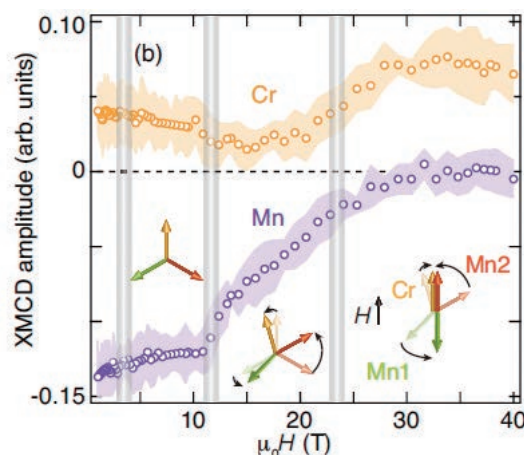 0.10
(b)
Cr
XMCD amplitude (arb. units)
0
Mn
Mn2
Cr
H
Mn1
-0.15
0
10
20
30
40
μ₀H (T)